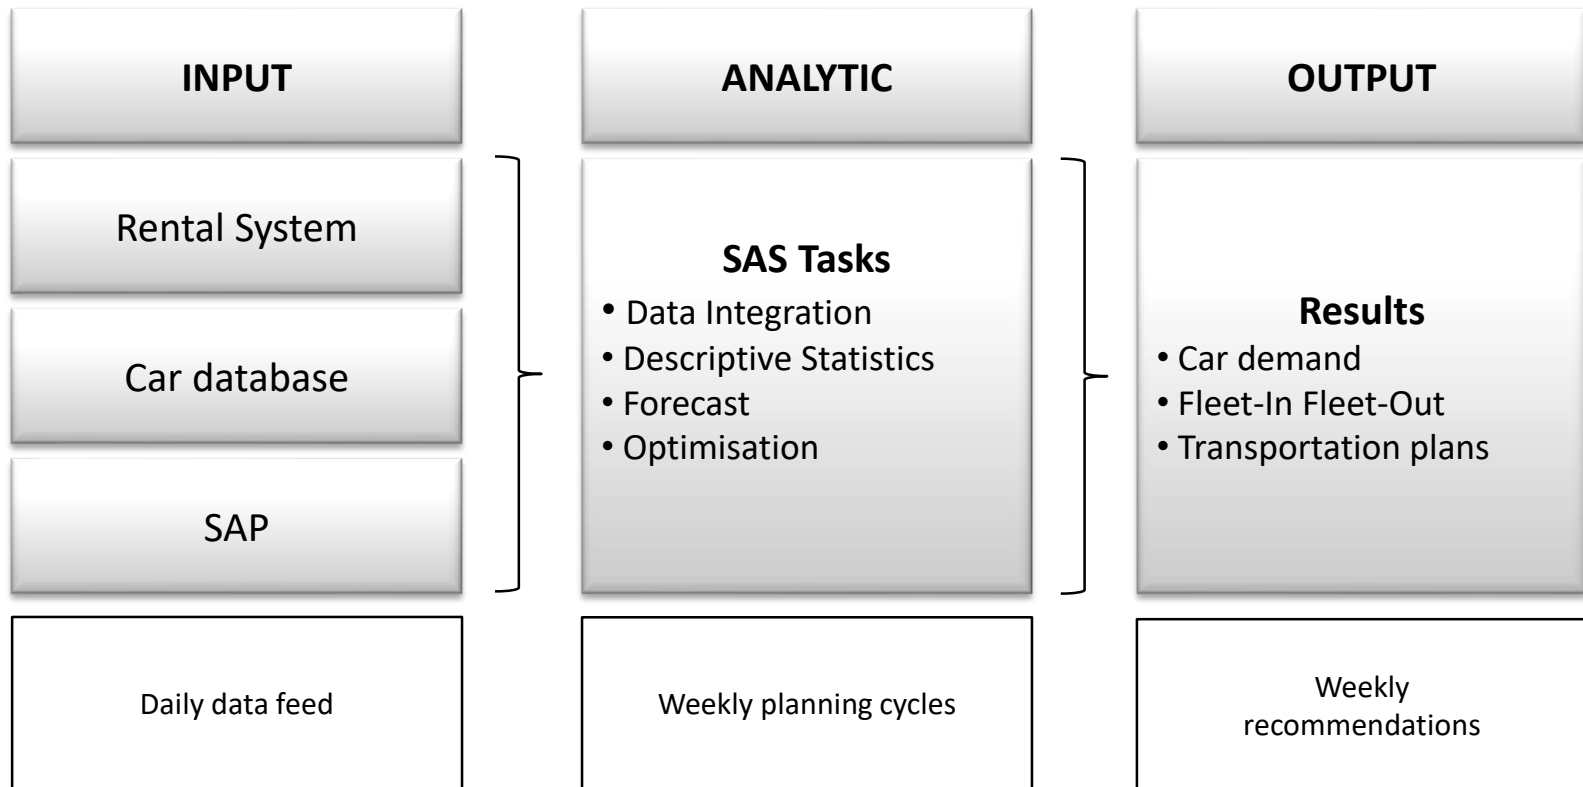 INPUT
Rental System
Car database
SAP
Daily data feed
ANALYTIC
SAS Tasks
• Data Integration
• Descriptive Statistics
• Forecast
• Optimisation
Weekly planning cycles
OUTPUT
Results
• Car demand
• Fleet-In Fleet-Out
• Transportation plans
Weekly
recommendations